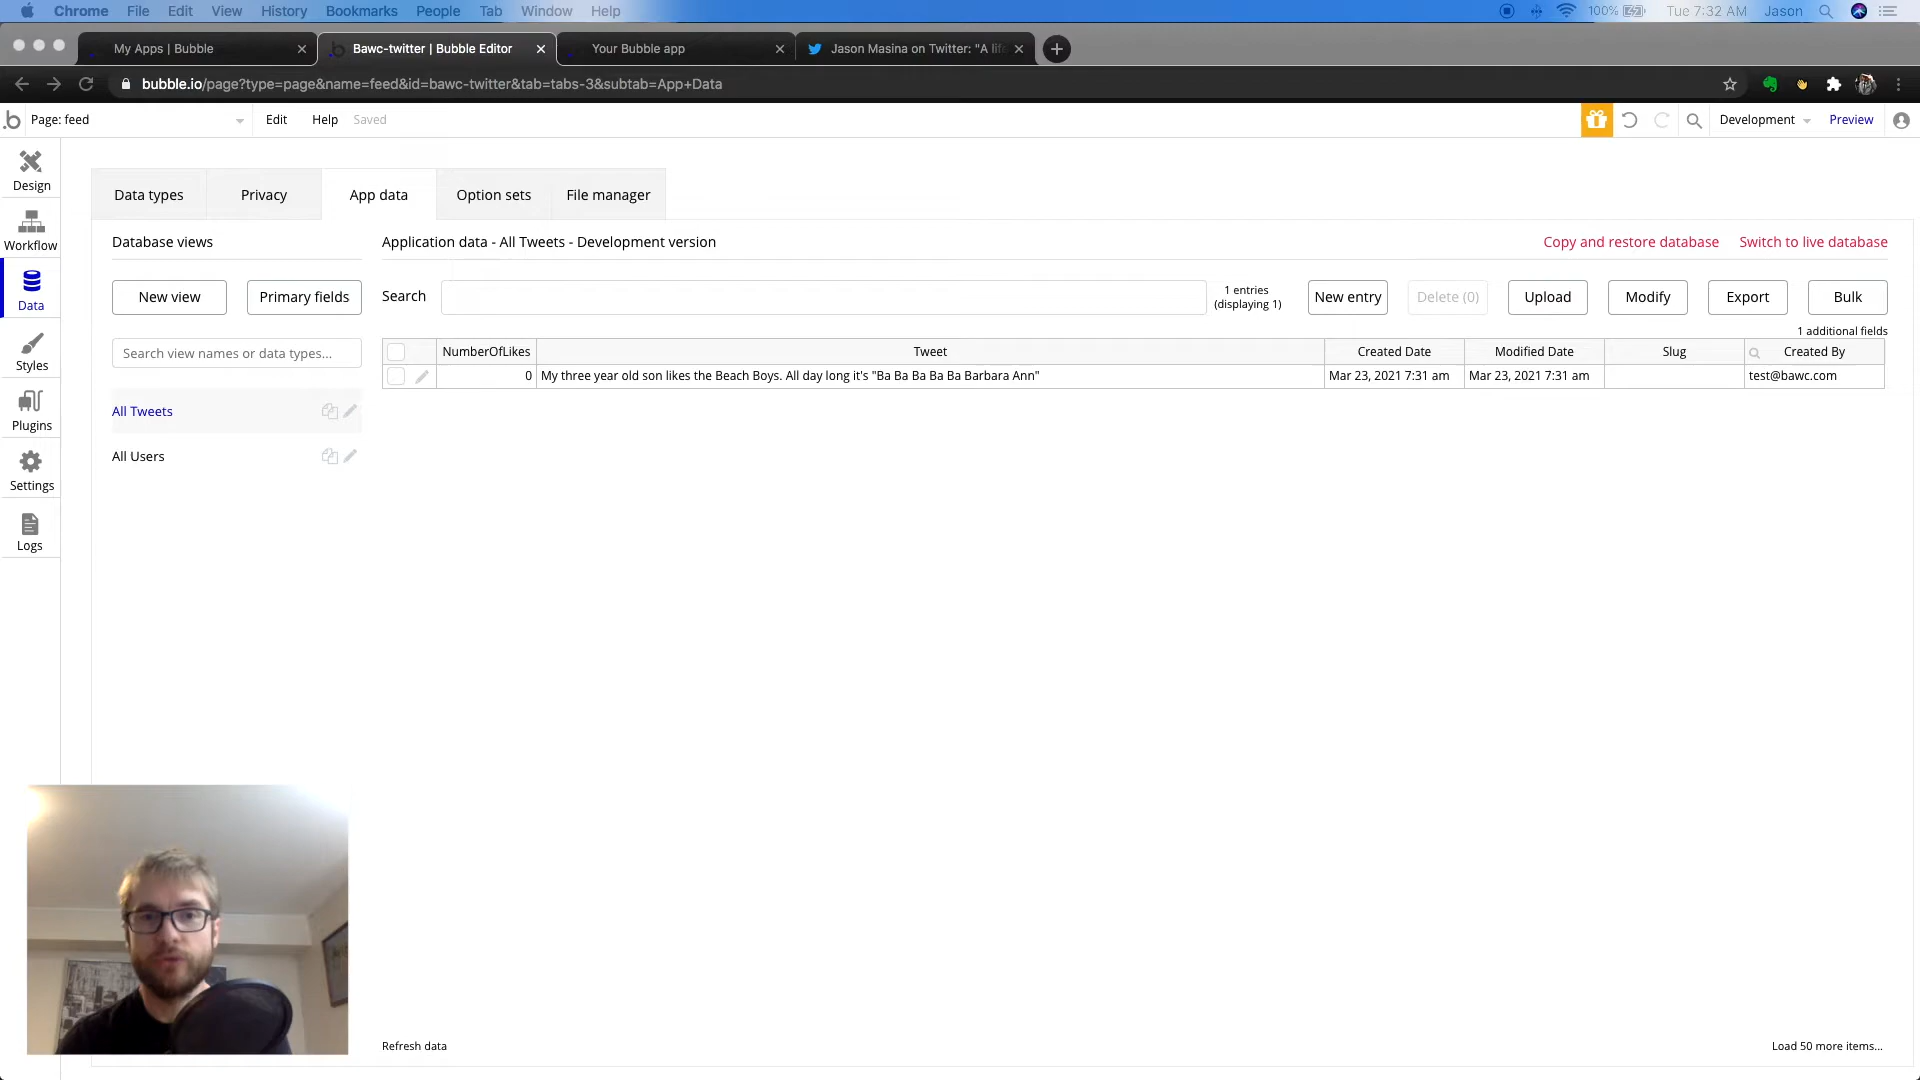 Chrome File Edit View History Bookmarks People Tab Window Help 100% Tue 7:32 AM Jason
My Apps | Bubble Bawc-twitter | Bubble Editor Your Bubble app Jason Masina on Twitter: "A life
bubble.io/page?type=page&name=feed&id=bawc-twitter&tab=tabs-3&subtab=App+Data
.b Page: feed Edit Help Saved Development Preview
Design
Workflow
Data
Styles
Plugins
Settings
Logs
Data types Privacy App data Option sets File manager
Database views
New view Primary fields
Search view names or data types...
All Tweets
All Users
Application data - All Tweets - Development version Copy and restore database Switch to live database
Search 1 entries
(displaying 1)
New entry Delete (0) Upload Modify Export Bulk
1 additional fields
NumberOfLikes Tweet Created Date Modified Date Slug Created By
0 My three year old son likes the Beach Boys. All day long it's "Ba Ba Ba Ba Ba Barbara Ann" Mar 23, 2021 7:31 am Mar 23, 2021 7:31 am test@bawc.com
Refresh data Load 50 more items...